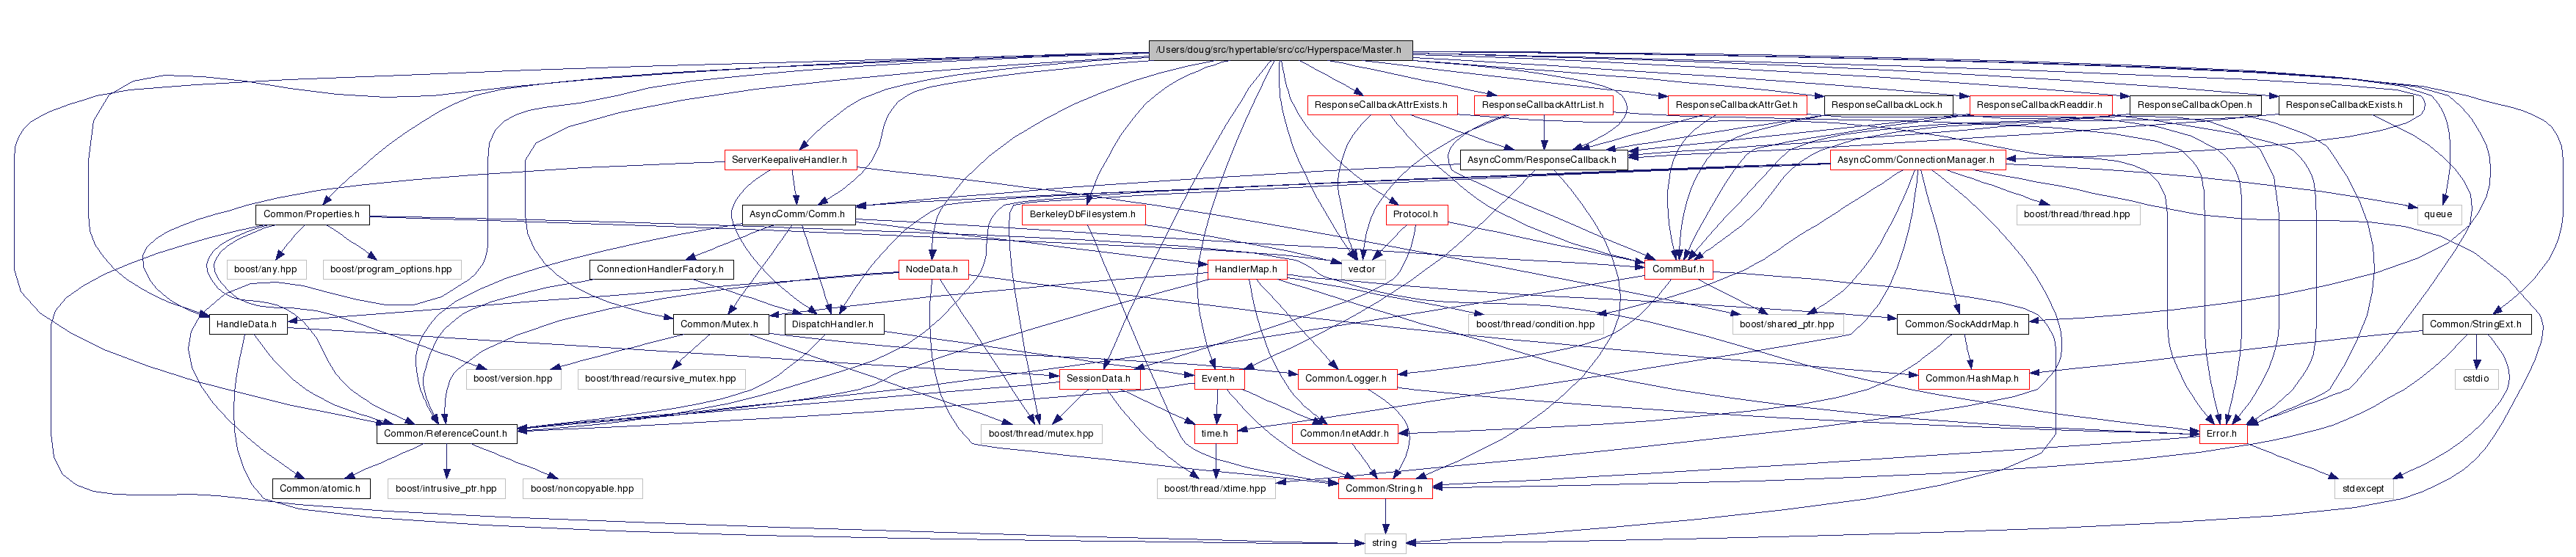 /Users/doug/src/hypertable/src/cc/Hyperspace/Master.h
ResponseCallbackAttrExists.h
ResponseCallbackAttrList.h
ResponseCallbackAttrGet.h
ResponseCallbackLock.h
ResponseCallbackReaddir.h
ResponseCallbackOpen.h
ResponseCallbackExists.h
ServerKeepaliveHandler.h
AsyncComm/ResponseCallback.h
AsyncComm/ConnectionManager.h
Common/Properties.h
AsyncComm/Comm.h
BerkeleyDbFilesystem.h
Protocol.h
boost/thread/thread.hpp
queue
boost/any.hpp
boost/program_options.hpp
ConnectionHandlerFactory.h
NodeData.h
HandlerMap.h
vector
CommBuf.h
HandleData.h
Common/Mutex.h
DispatchHandler.h
boost/thread/condition.hpp
boost/shared_ptr.hpp
Common/SockAddrMap.h
Common/StringExt.h
boost/version.hpp
boost/thread/recursive_mutex.hpp
SessionData.h
Event.h
Common/Logger.h
Common/HashMap.h
cstdio
Common/ReferenceCount.h
boost/thread/mutex.hpp
time.h
Common/InetAddr.h
Error.h
Common/atomic.h
boost/intrusive_ptr.hpp
boost/noncopyable.hpp
boost/thread/xtime.hpp
Common/String.h
stdexcept
string